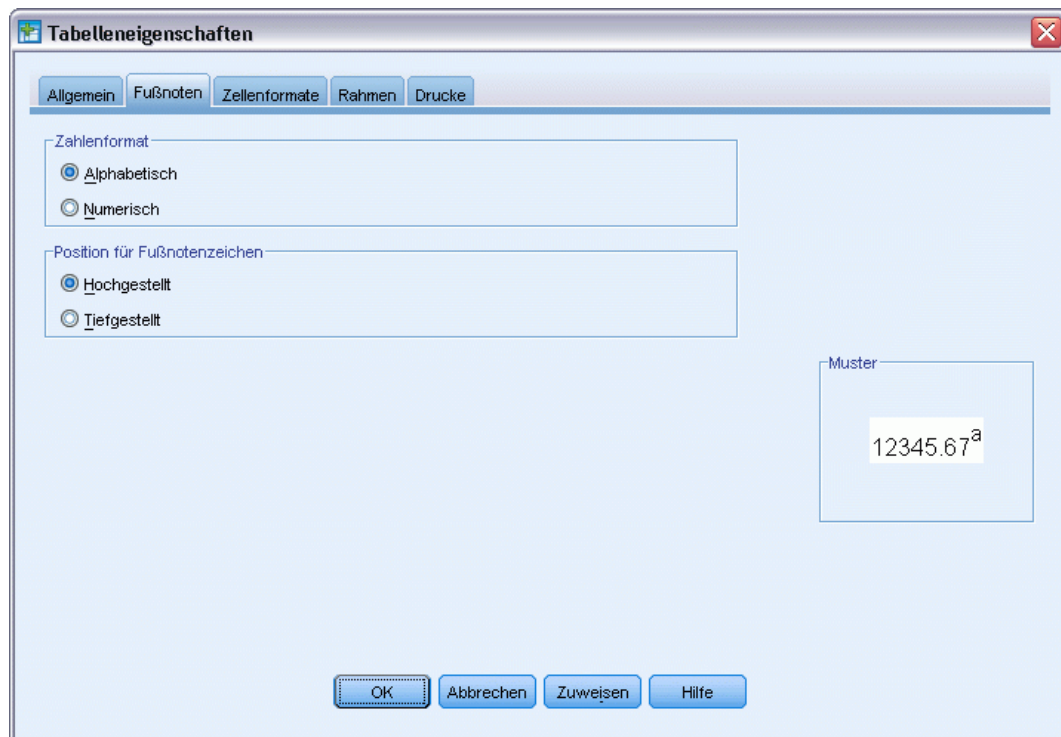 Tabelleneigenschaften
Allgemein Fußnoten Zellenformate Rahmen Drucke
Zahlenformat
Alphabetisch
Numerisch
Position für Fußnotenzeichen
Hochgestellt
Tiefgestellt
Muster
12345.67a
OK Abbrechen Zuweisen Hilfe